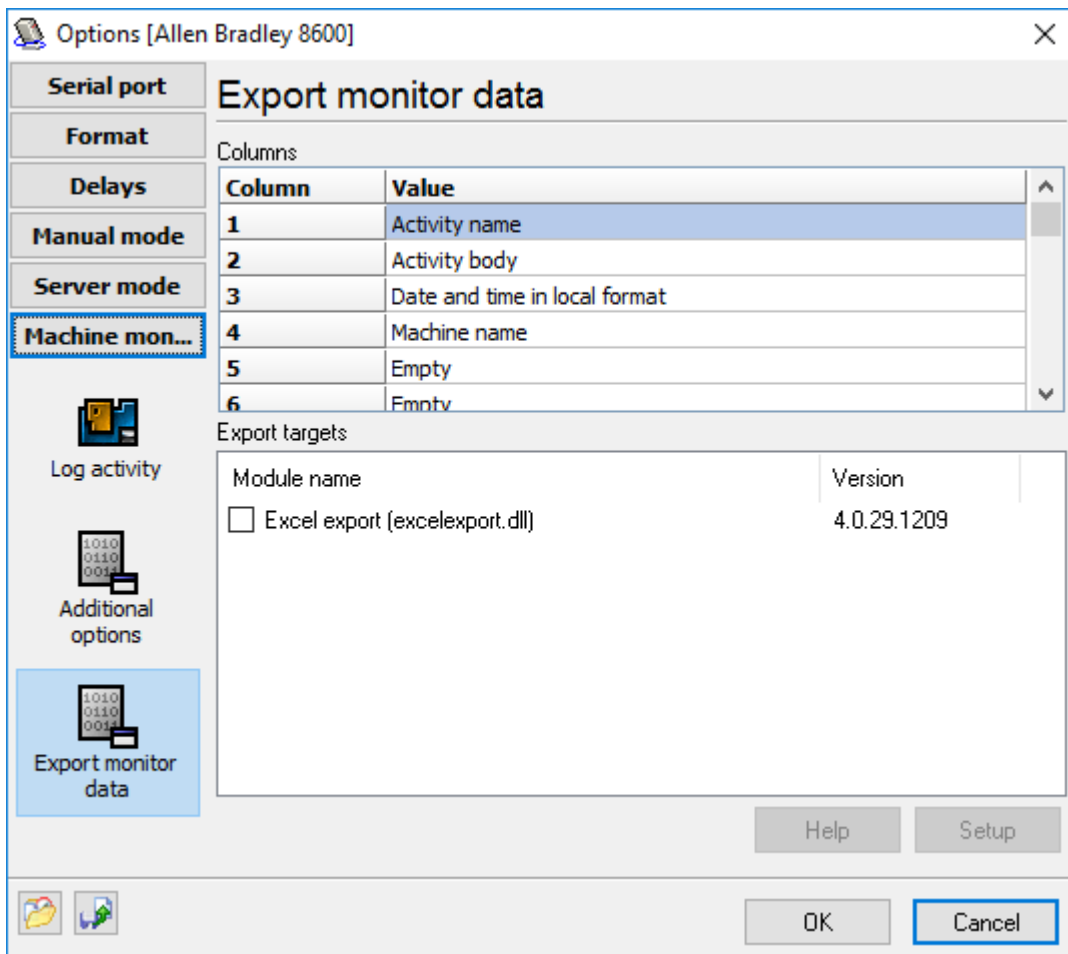 Options [Allen Bradley 8600]
Serial port
Format
Delays
Manual mode
Server mode
Machine mon...
Log activity
Additional
options
Export monitor
data
Export monitor data
Columns
Column Value
1 Activity name
2 Activity body
3 Date and time in local format
4 Machine name
5 Empty
6 Empty
Export targets
Module name Version
Excel export (excelexport.dll) 4.0.29.1209
Help Setup
OK Cancel